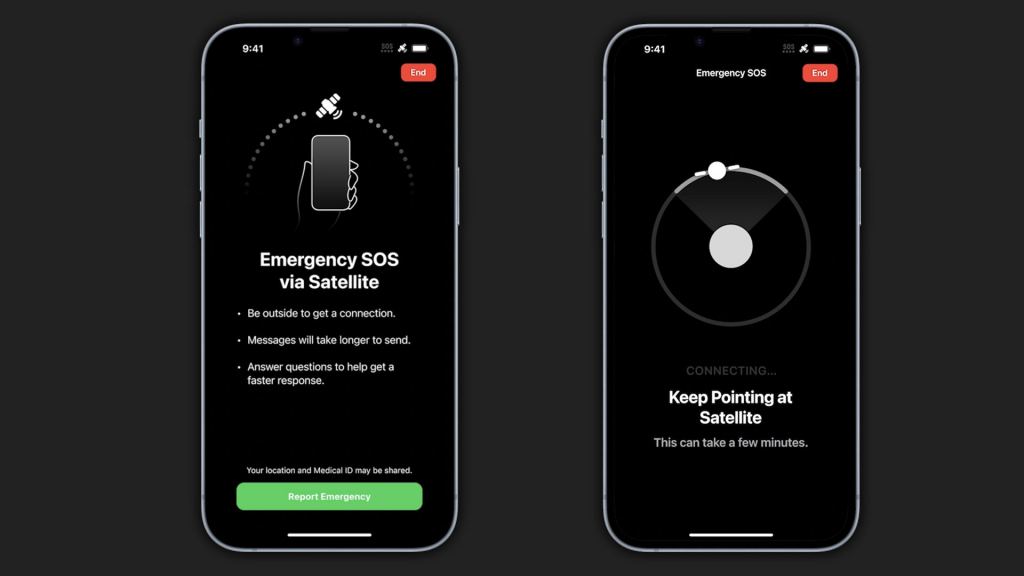 9:41
SOS
End
Emergency SOS
via Satellite
• Be outside to get a connection.
• Messages will take longer to send.
• Answer questions to help get a
faster response.
Your location and Medical ID may be shared.
Report Emergency
9:41
SOS
Emergency SOS
End
CONNECTING...
Keep Pointing at
Satellite
This can take a few minutes.